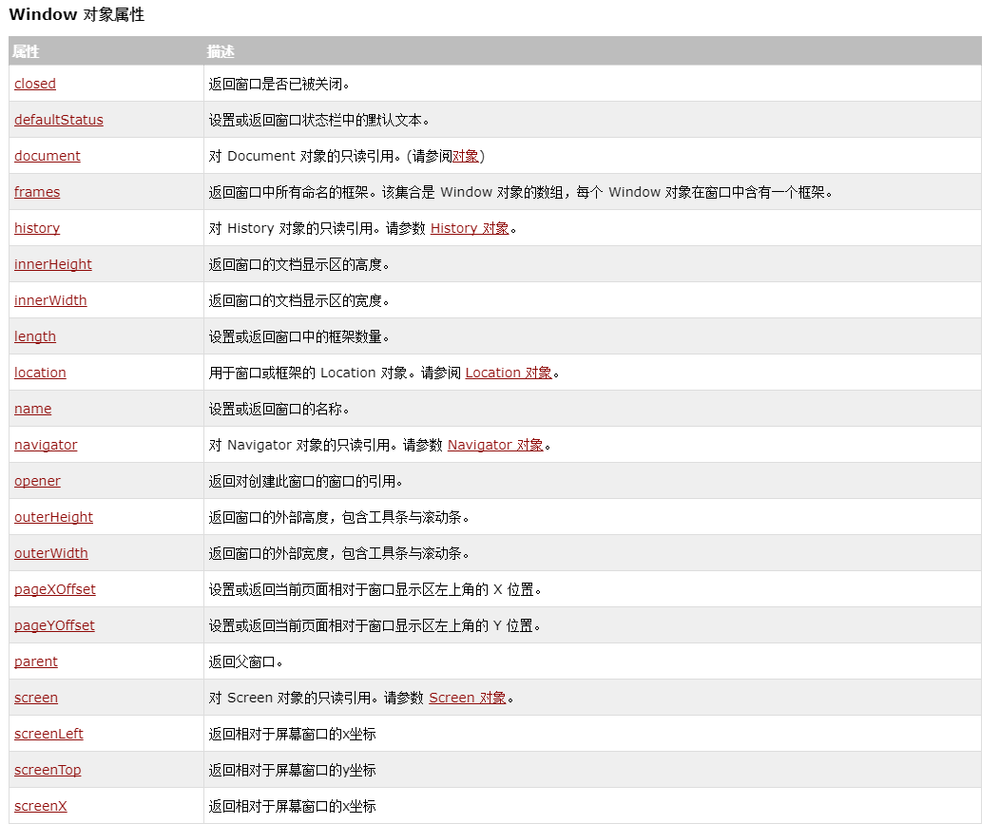 Window 对象属性
属性 描述
closed 返回窗口是否已被关闭。
defaultStatus 设置或返回窗口状态栏中的默认文本。
document 对 Document 对象的只读引用。(请参阅对象)
frames 返回窗口中所有命名的框架。该集合是 Window 对象的数组，每个 Window 对象在窗口中含有一个框架。
history 对 History 对象的只读引用。请参数 History 对象。
innerHeight 返回窗口的文档显示区的高度。
innerWidth 返回窗口的文档显示区的宽度。
length 设置或返回窗口中的框架数量。
location 用于窗口或框架的 Location 对象。请参阅 Location 对象。
name 设置或返回窗口的名称。
navigator 对 Navigator 对象的只读引用。请参数 Navigator 对象。
opener 返回对创建此窗口的窗口的引用。
outerHeight 返回窗口的外部高度，包含工具条与滚动条。
outerWidth 返回窗口的外部宽度，包含工具条与滚动条。
pageXOffset 设置或返回当前页面相对于窗口显示区左上角的 X 位置。
pageYOffset 设置或返回当前页面相对于窗口显示区左上角的 Y 位置。
parent 返回父窗口。
screen 对 Screen 对象的只读引用。请参数 Screen 对象。
screenLeft 返回相对于屏幕窗口的x坐标
screenTop 返回相对于屏幕窗口的y坐标
screenX 返回相对于屏幕窗口的x坐标